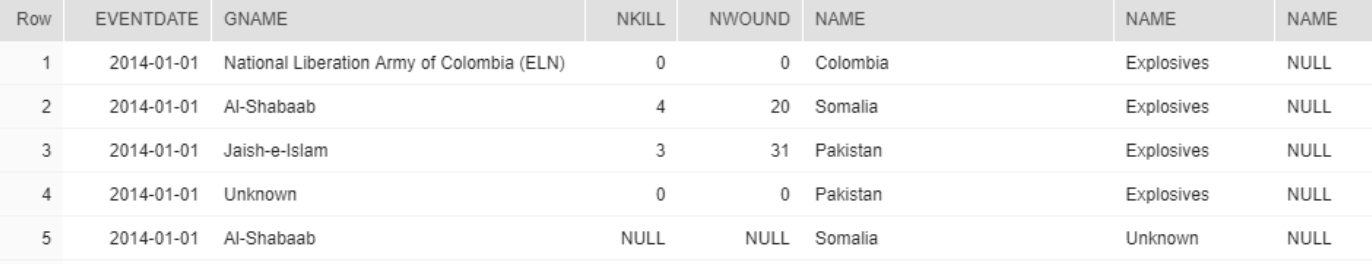 Row EVENTDATE GNAME NKILL NWOUND NAME NAME NAME
1 2014-01-01 National Liberation Army of Colombia (ELN) 0 0 Colombia Explosives NULL
2 2014-01-01 Al-Shabaab 4 20 Somalia Explosives NULL
3 2014-01-01 Jaish-e-Islam 3 31 Pakistan Explosives NULL
4 2014-01-01 Unknown 0 0 Pakistan Explosives NULL
5 2014-01-01 Al-Shabaab NULL NULL Somalia Unknown NULL